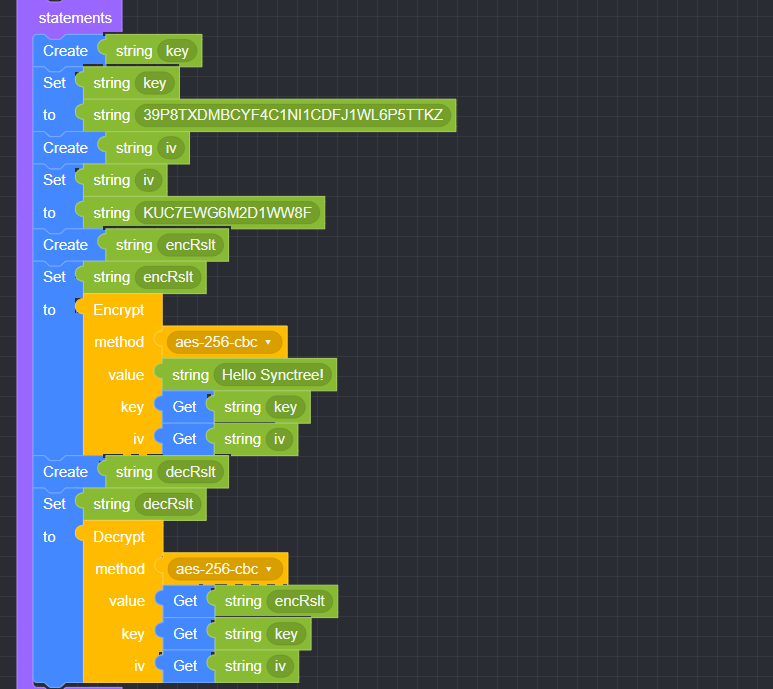 statements
Create string key
Set string key
to string 39P8TXDMBCYF4C1NI1CDFJ1WL6P5TTKZ
Create string iv
Set string iv
to string KUC7EWG6M2D1WW8F
Create string encRslt
Set string encRslt
to Encrypt
method aes-256-cbc
value string Hello Synctree!
key Get string key
iv Get string iv
Create string decRslt
Set string decRslt
to Decrypt
method aes-256-cbc
value Get string encRslt
key Get string key
iv Get string iv